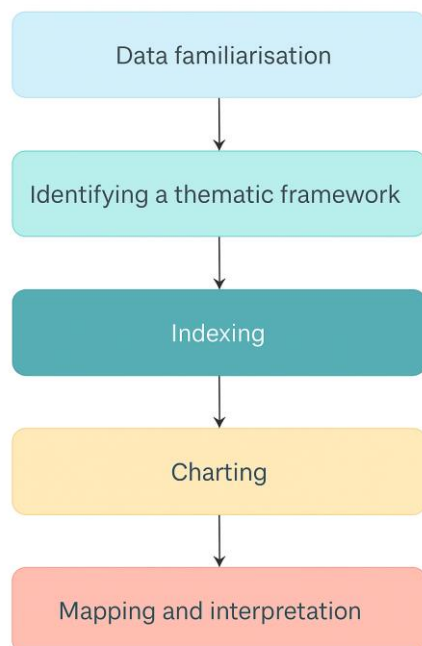 Data familiarisation
Identifying a thematic framework
Indexing
Charting
Mapping and interpretation